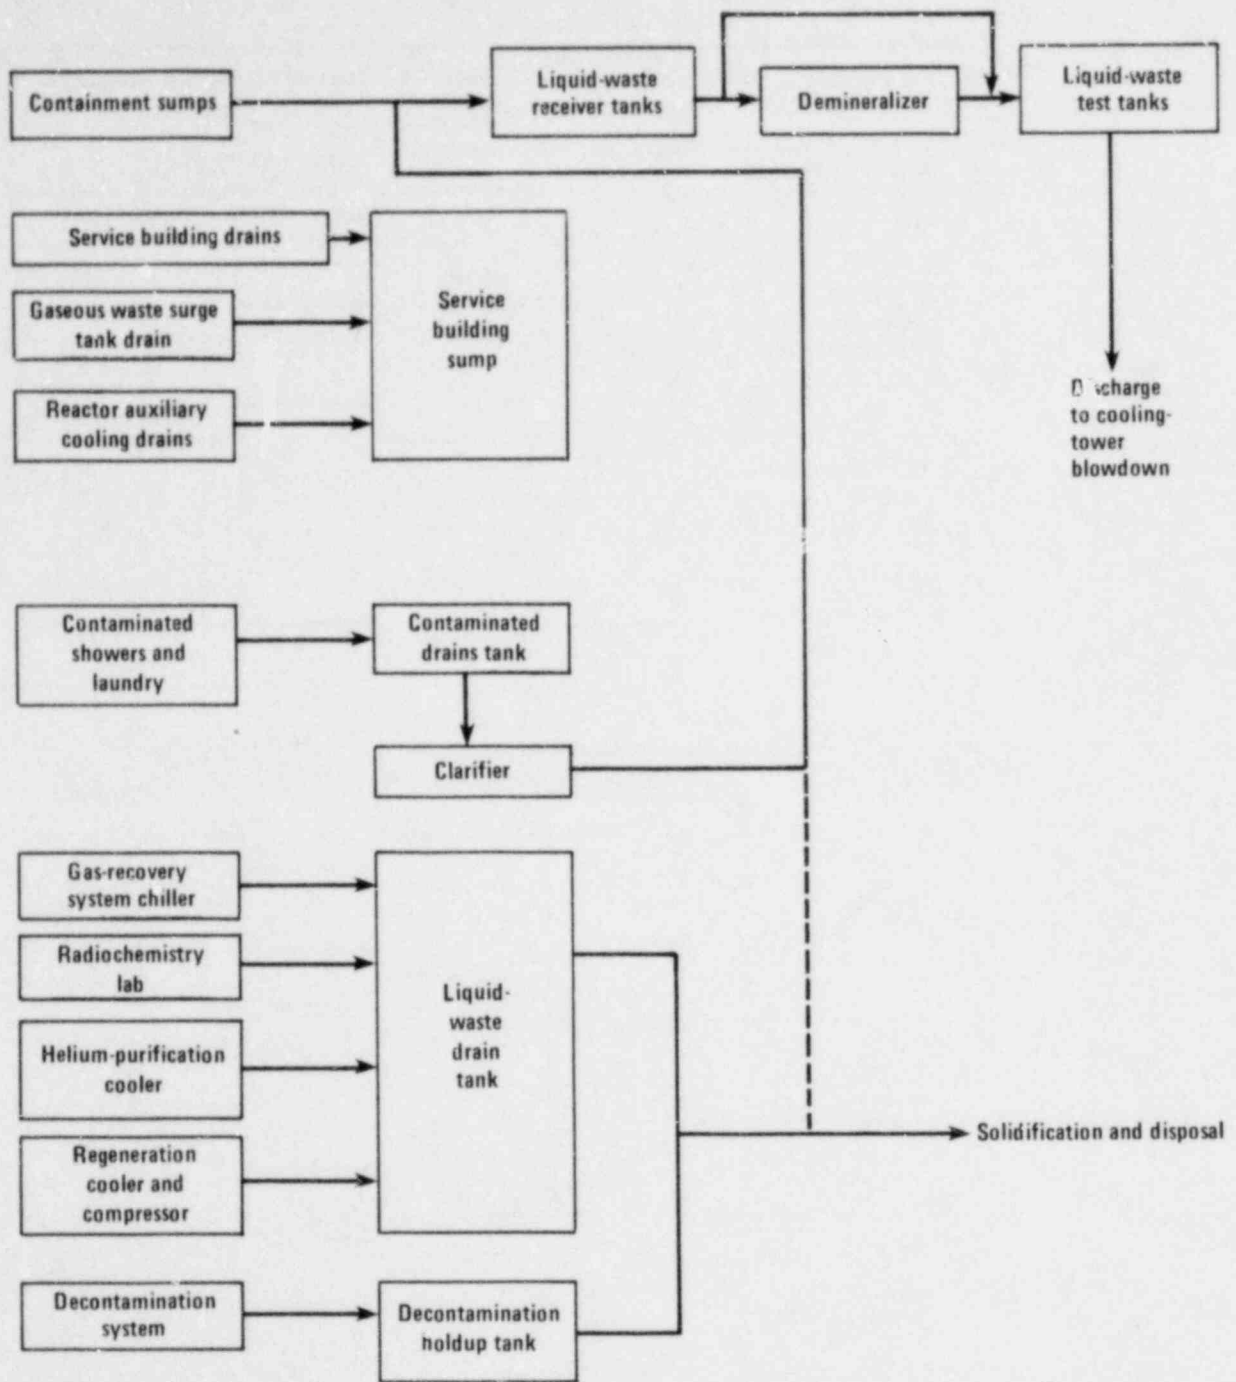 Containment sumps
Liquid-waste
receiver tanks
Demineralizer
Liquid-waste
test tanks
Service building drains
Gaseous waste surge
tank drain
Reactor auxiliary
cooling drains
Service
building
sump
D scharge
to cooling-
tower
blowdown
Contaminated
showers and
laundry
Contaminated
drains tank
Clarifier
Gas-recovery
system chiller
Radiochemistry
lab
Helium-purification
cooler
Regeneration
cooler and
compressor
Liquid-
waste
drain
tank
Solidification and disposal
Decontamination
system
Decontamination
holdup tank